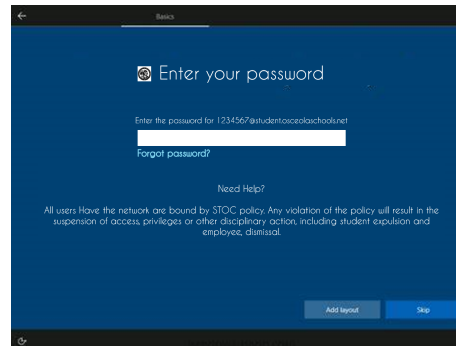 Basics
Enter your password
Enter the password for 1234567@student.osceolaschools.net
Forgot password?
Need Help?
All users Have the network are bound by STOC policy. Any violation of the policy will result in the
suspension of access, privileges or other disciplinary action, including student expulsion and
employee, dismissal.
Add layout
Skip